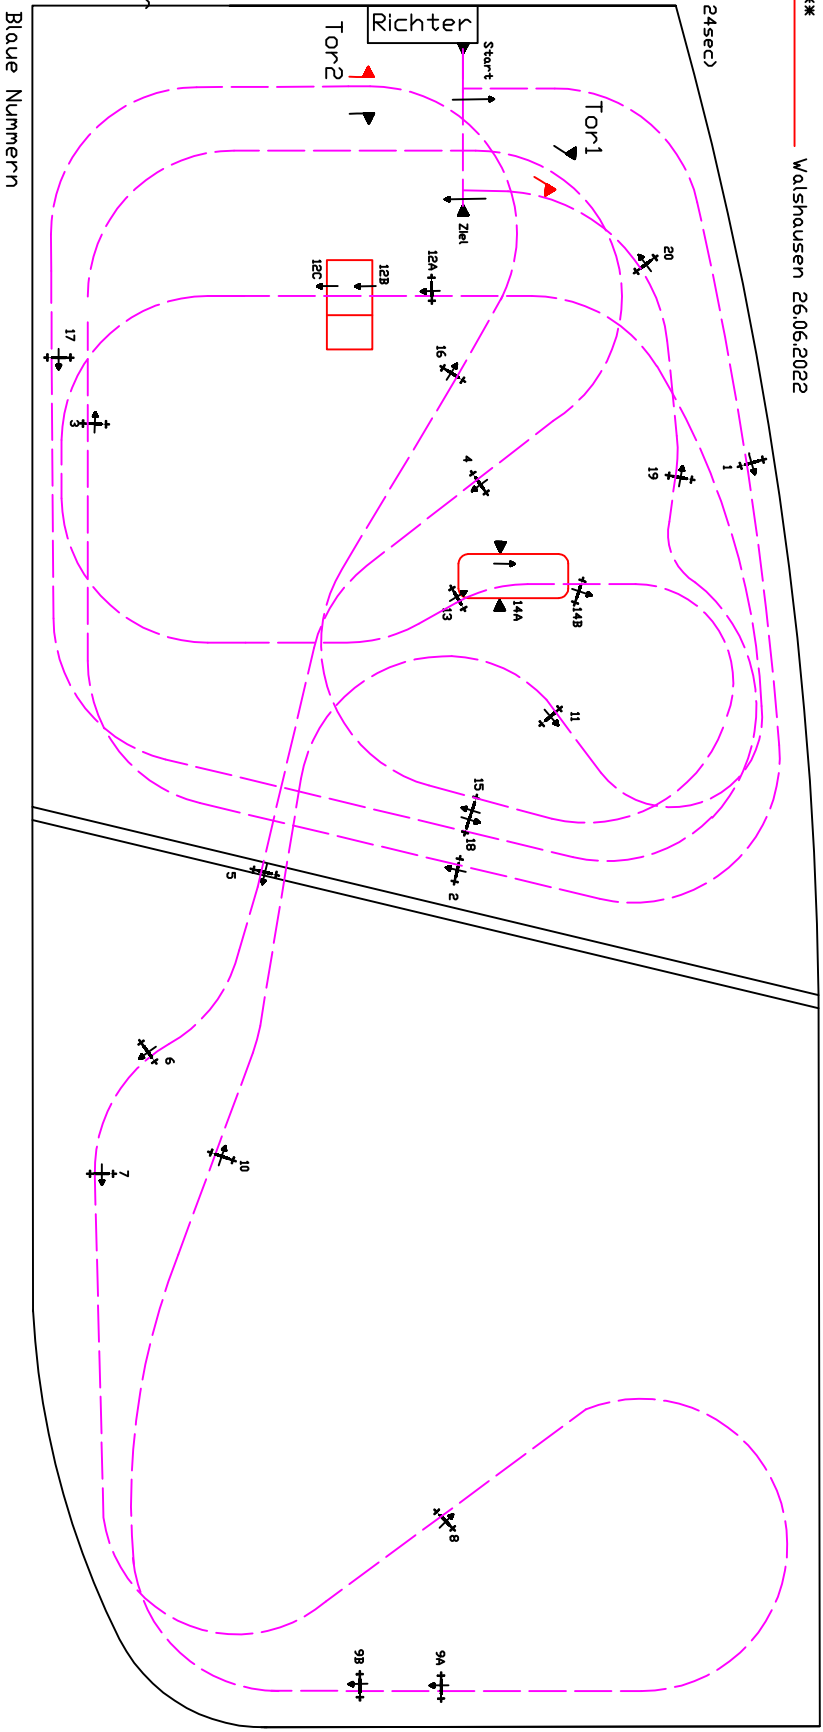 Walshausen 26.06.2022
24sec)
Richter
Start
Tor2
Tor1
Ziel
20
12A
12B
12C
17
16
3
4
19
1
13
14A
14B
11
15
18
2
5
6
10
7
8
9A
9B
Blaue Nummern